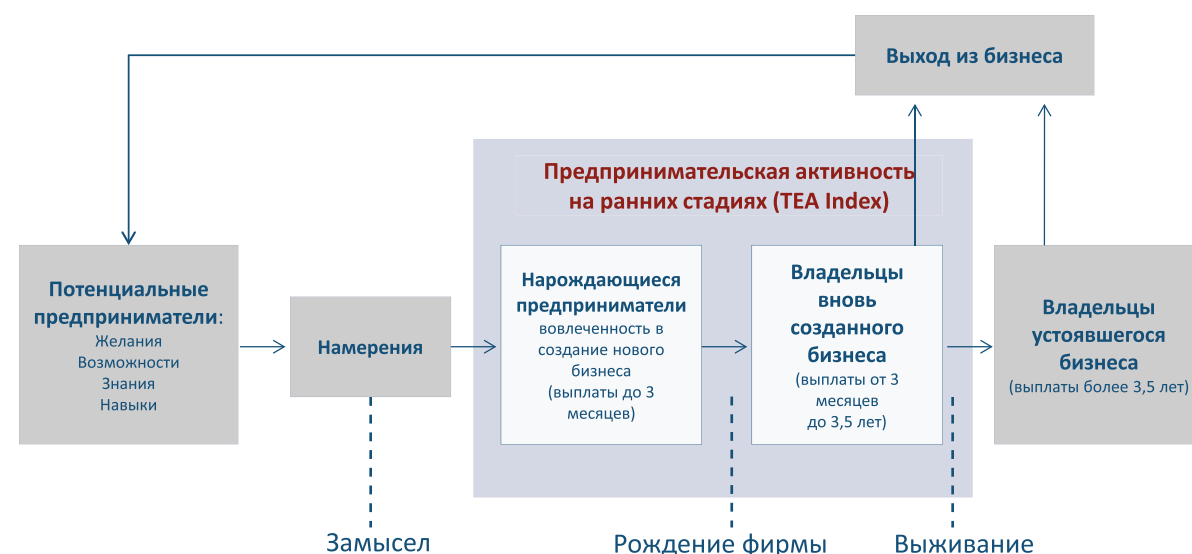 Выход из бизнеса
Предпринимательская активность
на ранних стадиях (TEA Index)
Потенциальные
предприниматели:
Желания
Возможности
Знания
Навыки
Намерения
Нарождающиеся
предприниматели
вовлеченность в
создание нового
бизнеса
(выплаты до 3
месяцев)
Владельцы
вновь
созданного
бизнеса
(выплаты от 3
месяцев
до 3,5 лет)
Владельцы
устоявшегося
бизнеса
(выплаты более 3,5 лет)
Замысел
Рождение фирмы
Выживание